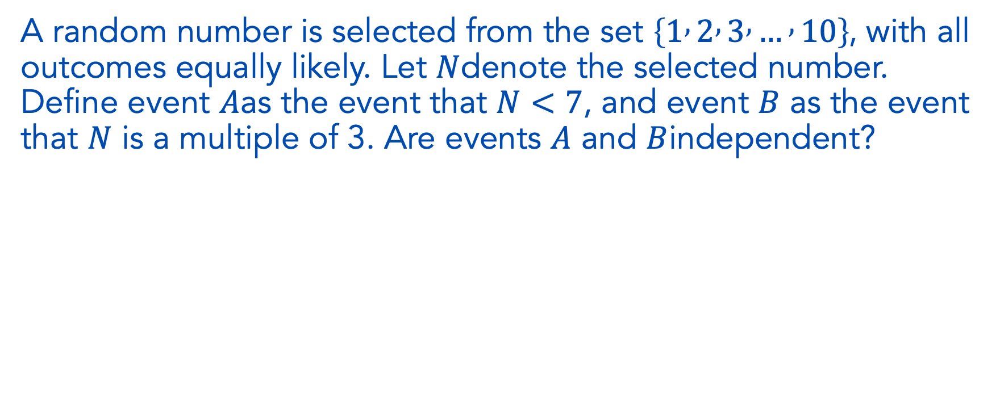 A random number is selected from the set {1, 2, 3, … , 10}, with all
outcomes equally likely. Let N denote the selected number.
Define event A as the event that N < 7, and event B as the event
that N is a multiple of 3. Are events A and B independent?